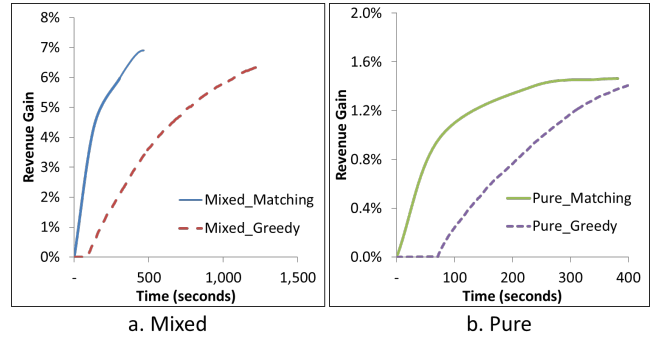 8%
7%
6%
5%
4%
3%
2%
1%
0%
Revenue Gain
Mixed_Matching
Mixed_Greedy
- 500 1,000 1,500
Time (seconds)
a. Mixed
2.0%
1.6%
1.2%
0.8%
0.4%
0.0%
Revenue Gain
Pure_Matching
Pure_Greedy
- 100 200 300 400
Time (seconds)
b. Pure